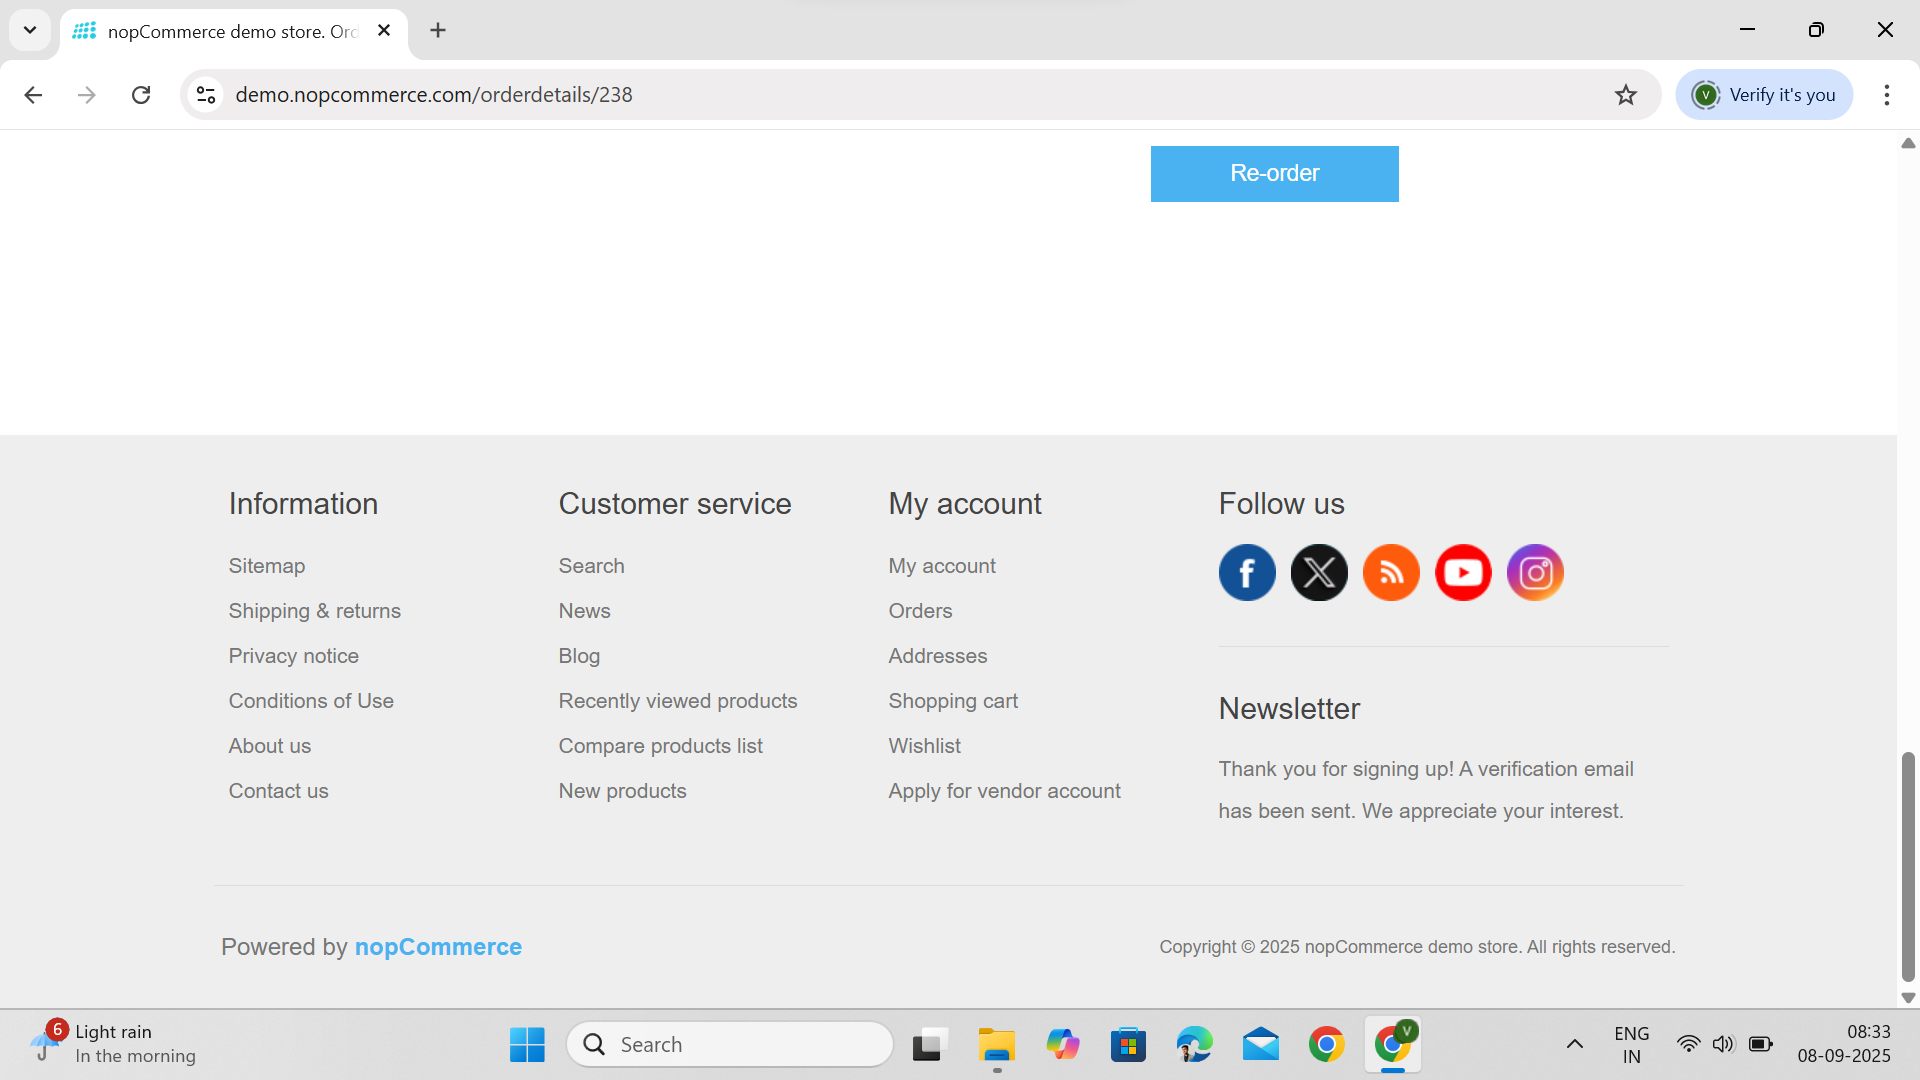 nopCommerce demo store. Ord
demo.nopcommerce.com/orderdetails/238
V
Verify it's you
Re-order
Information
Sitemap
Shipping & returns
Privacy notice
Conditions of Use
About us
Contact us
Customer service
Search
News
Blog
Recently viewed products
Compare products list
New products
My account
My account
Orders
Addresses
Shopping cart
Wishlist
Apply for vendor account
Follow us
Newsletter
Thank you for signing up! A verification email
has been sent. We appreciate your interest.
Powered by nopCommerce
Copyright © 2025 nopCommerce demo store. All rights reserved.
6
Light rain
In the morning
Search
V
ENG
IN
08:33
08-09-2025